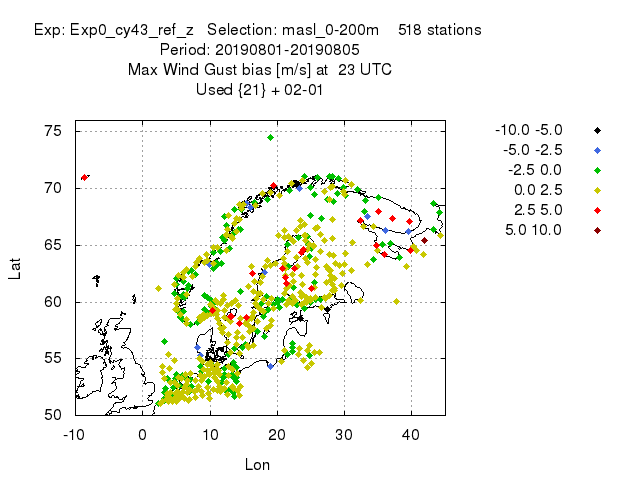 Exp: Exp0_cy43_ref_z Selection: masl_0-200m 518 stations
Period: 20190801-20190805
Max Wind Gust bias [m/s] at 23 UTC
Used {21} + 02-01
-10.0 -5.0
-5.0 -2.5
-2.5 0.0
0.0 2.5
2.5 5.0
5.0 10.0
75
70
65
60
55
50
Lat
-10 0 10 20 30 40
Lon